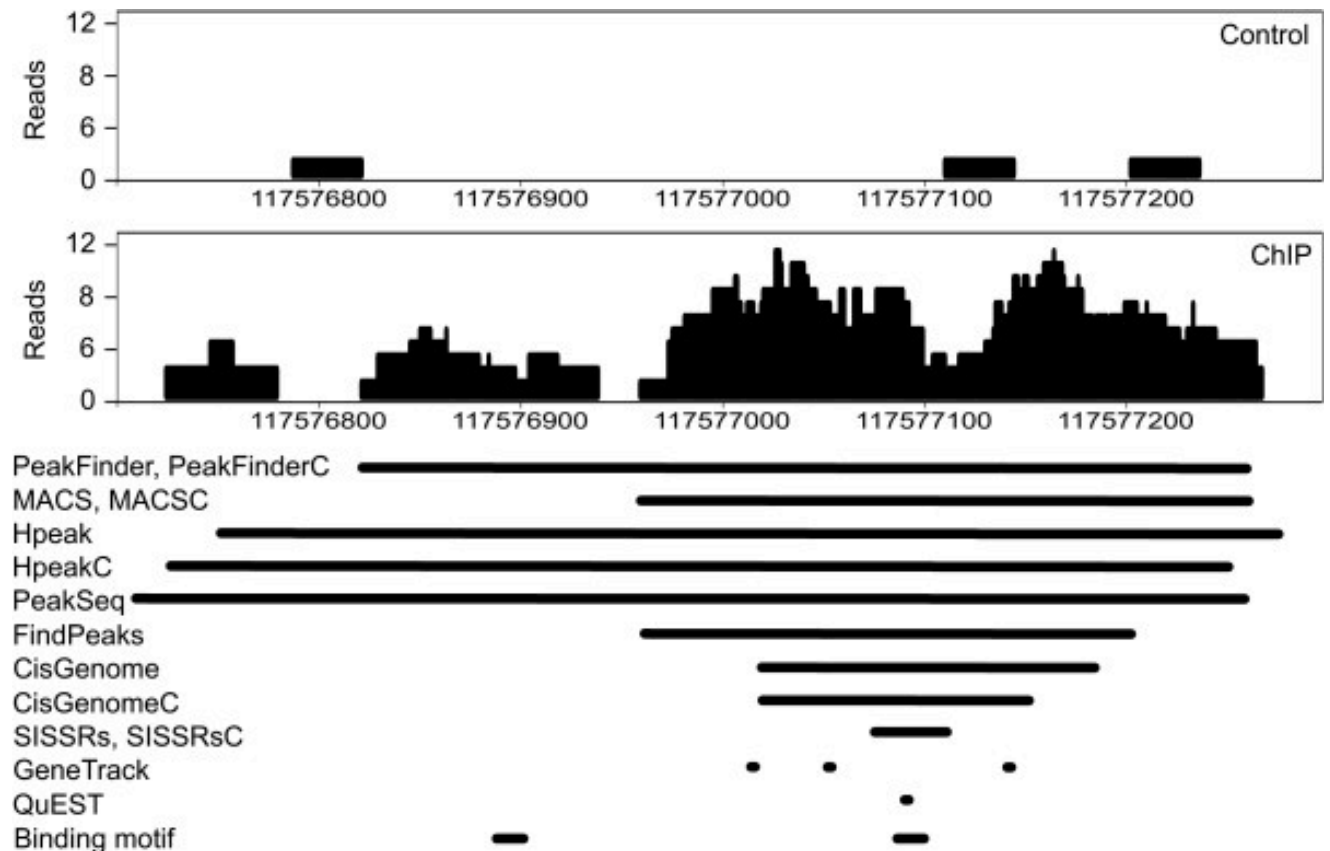 12
Control
8
Reads
6
0
117576800 117576900 117577000 117577100 117577200
12
ChIP
8
Reads
6
0
117576800 117576900 117577000 117577100 117577200
PeakFinder, PeakFinderC
MACS, MACSC
Hpeak
HpeakC
PeakSeq
FindPeaks
CisGenome
CisGenomeC
SISSRs, SISSRsC
GeneTrack
QuEST
Binding motif